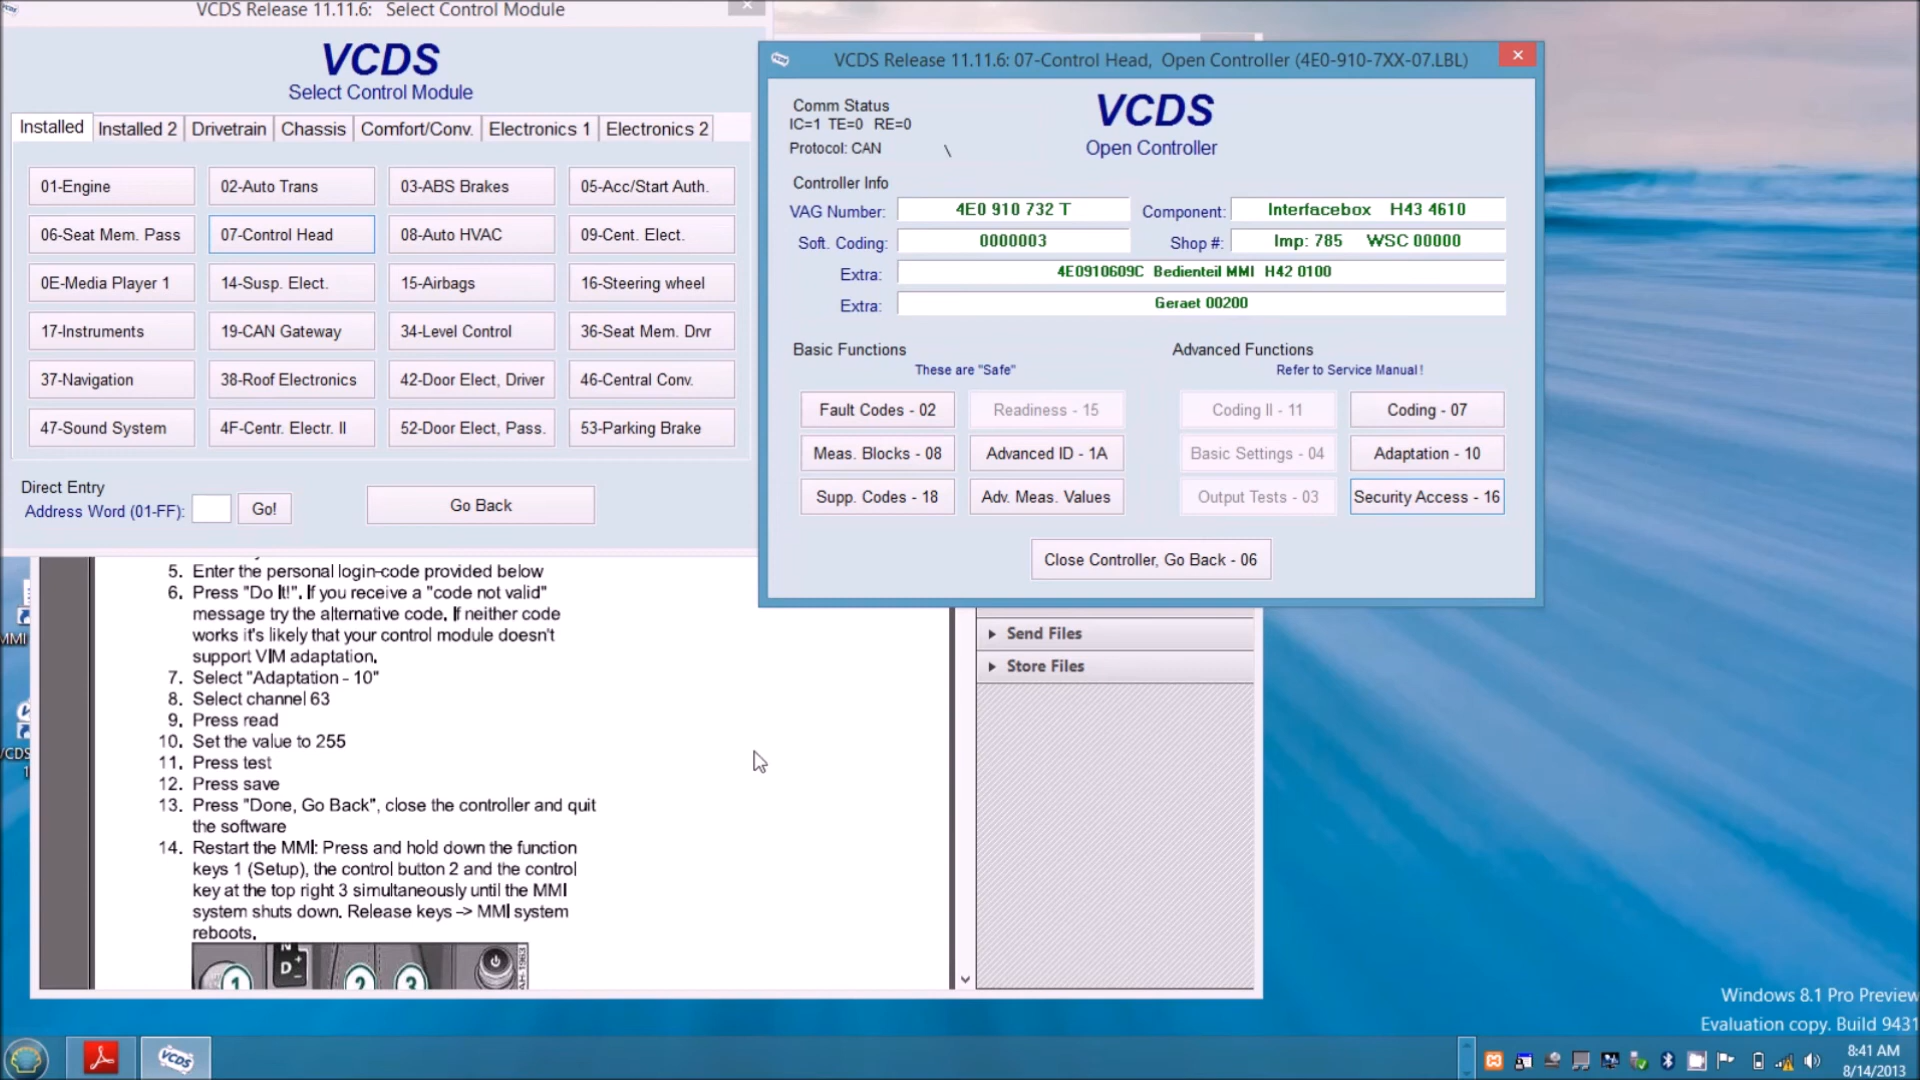 VCDS Release 11.11.6:   Select Control Module
VCDS
Select Control Module
Installed
Installed 2
Drivetrain
Chassis
Comfort/Conv.
Electronics 1
Electronics 2
01-Engine
02-Auto Trans
03-ABS Brakes
05-Acc/Start Auth.
06-Seat Mem. Pass
07-Control Head
08-Auto HVAC
09-Cent. Elect.
0E-Media Player 1
14-Susp. Elect.
15-Airbags
16-Steering wheel
17-Instruments
19-CAN Gateway
34-Level Control
36-Seat Mem. Drvr
37-Navigation
38-Roof Electronics
42-Door Elect, Driver
46-Central Conv.
47-Sound System
4F-Centr. Electr. II
52-Door Elect, Pass.
53-Parking Brake
Direct Entry
Address Word (01-FF):
Go!
Go Back
VCDS Release 11.11.6: 07-Control Head,  Open Controller (4E0-910-7XX-07.LBL)
Comm Status
IC=1  TE=0   RE=0
Protocol: CAN
\
VCDS
Open Controller
Controller Info
VAG Number:
4E0 910 732 T
Component:
Interfacebox    H43 4610
Soft. Coding:
0000003
Shop #:
Imp: 785     WSC 00000
Extra:
4E0910609C  Bedienteil MMI  H42 0100
Extra:
Geraet 00200
Basic Functions
These are "Safe"
Advanced Functions
Refer to Service Manual!
Fault Codes - 02
Readiness - 15
Coding II - 11
Coding - 07
Meas. Blocks - 08
Advanced ID - 1A
Basic Settings - 04
Adaptation - 10
Supp. Codes - 18
Adv. Meas. Values
Output Tests - 03
Security Access - 16
Close Controller, Go Back - 06
5. Enter the personal login-code provided below
6. Press "Do It!". If you receive a "code not valid"
message try the alternative code. If neither code
works it's likely that your control module doesn't
support VIM adaptation.
7. Select "Adaptation - 10"
8. Select channel 63
9. Press read
10. Set the value to 255
11. Press test
12. Press save
13. Press "Done, Go Back", close the controller and quit
the software
14. Restart the MMI: Press and hold down the function
keys 1 (Setup), the control button 2 and the control
key at the top right 3 simultaneously until the MMI
system shuts down. Release keys -> MMI system
reboots.
D
1
2
3
Send Files
Store Files
MMI
VCDS
Windows 8.1 Pro Preview
Evaluation copy. Build 9431
VCDS
8:41 AM
8/14/2013